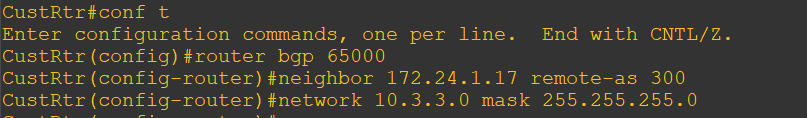 CustRtr#conf t
Enter configuration commands, one per line.  End with CNTL/Z.
CustRtr(config)#router bgp 65000
CustRtr(config-router)#neighbor 172.24.1.17 remote-as 300
CustRtr(config-router)#network 10.3.3.0 mask 255.255.255.0